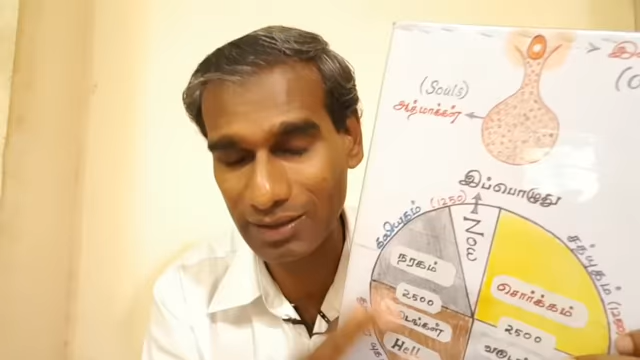 (Souls)
ஆத்மாக்கள்
இப்பொழுது
கலியுகம் (1250)
Now
சத்யுகம்
நரகம்
2500
Hell
சொர்க்கம்
2500